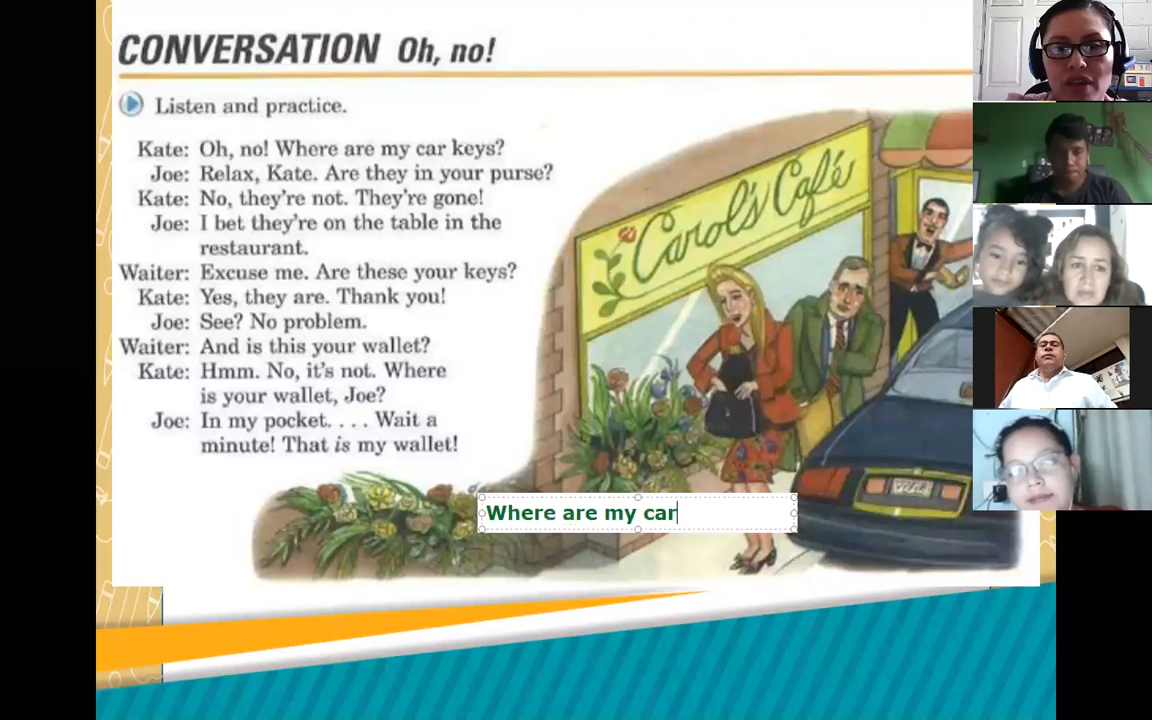 CONVERSATION Oh, no!
Listen and practice.
Kate: Oh, no! Where are my car keys?
Joe: Relax, Kate. Are they in your purse?
Kate: No, they're not. They're gone!
Joe: I bet they're on the table in the
restaurant.
Waiter: Excuse me. Are these your keys?
Kate: Yes, they are. Thank you!
Joe: See? No problem.
Waiter: And is this your wallet?
Kate: Hmm. No, it's not. Where
is your wallet, Joe?
Joe: In my pocket. . . . Wait a
minute! That is my wallet!
Carol's Café
Where are my car